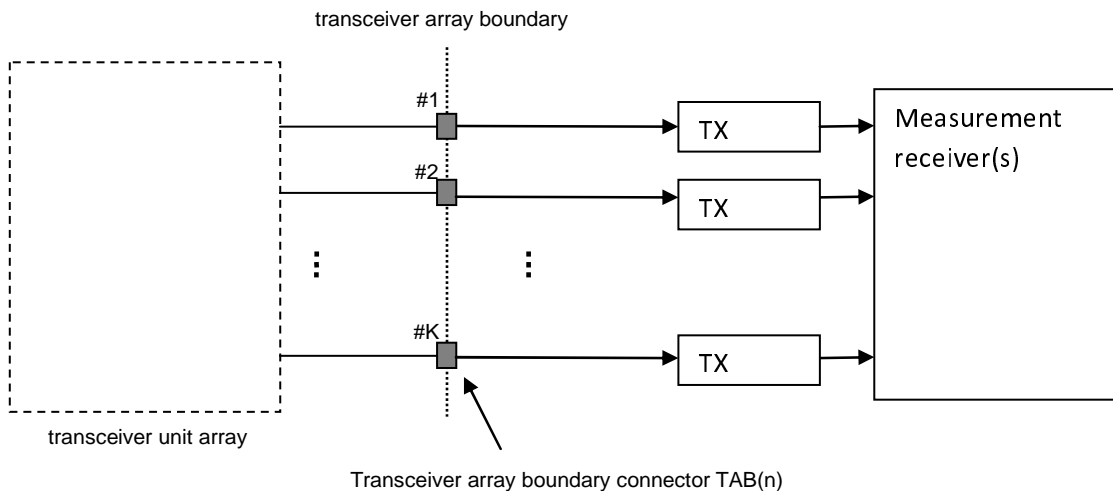 transceiver array boundary
#1
TX
Measurement
receiver(s)
#2
TX
#K
TX
transceiver unit array
Transceiver array boundary connector TAB(n)